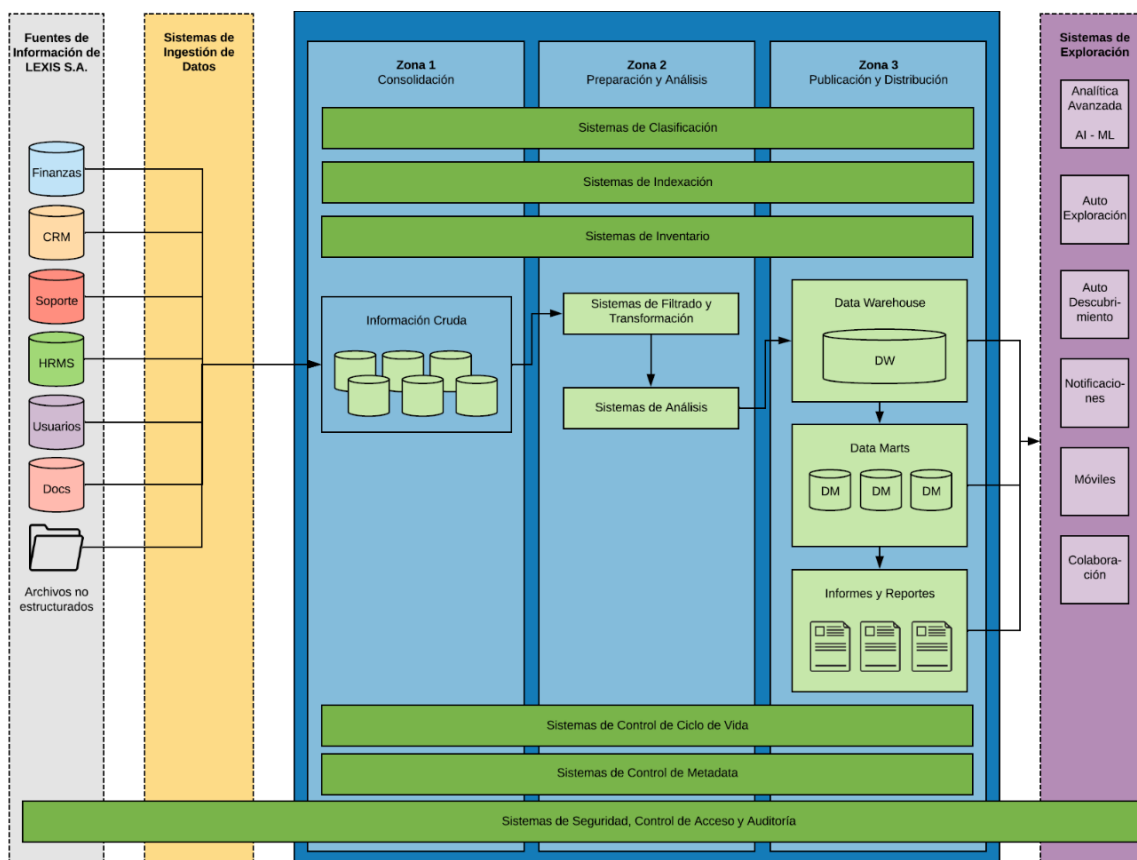 Fuentes de
Información de
LEXIS S.A.
Finanzas
CRM
Soporte
HRMS
Usuarios
Docs
Archivos no
estructurados
Sistemas de
Ingestión de
Datos
Zona 1
Consolidación
Zona 2
Preparación y Análisis
Zona 3
Publicación y Distribución
Sistemas de Clasificación
Sistemas de Indexación
Sistemas de Inventario
Información Cruda
Sistemas de Filtrado y
Transformación
Sistemas de Análisis
Data Warehouse
DW
Data Marts
DM
DM
DM
Informes y Reportes
Sistemas de Control de Ciclo de Vida
Sistemas de Control de Metadata
Sistemas de Seguridad, Control de Acceso y Auditoría
Sistemas de
Exploración
Analítica
Avanzada
AI - ML
Auto
Exploración
Auto
Descubri-
miento
Notificacio-
nes
Móviles
Colabora-
ción